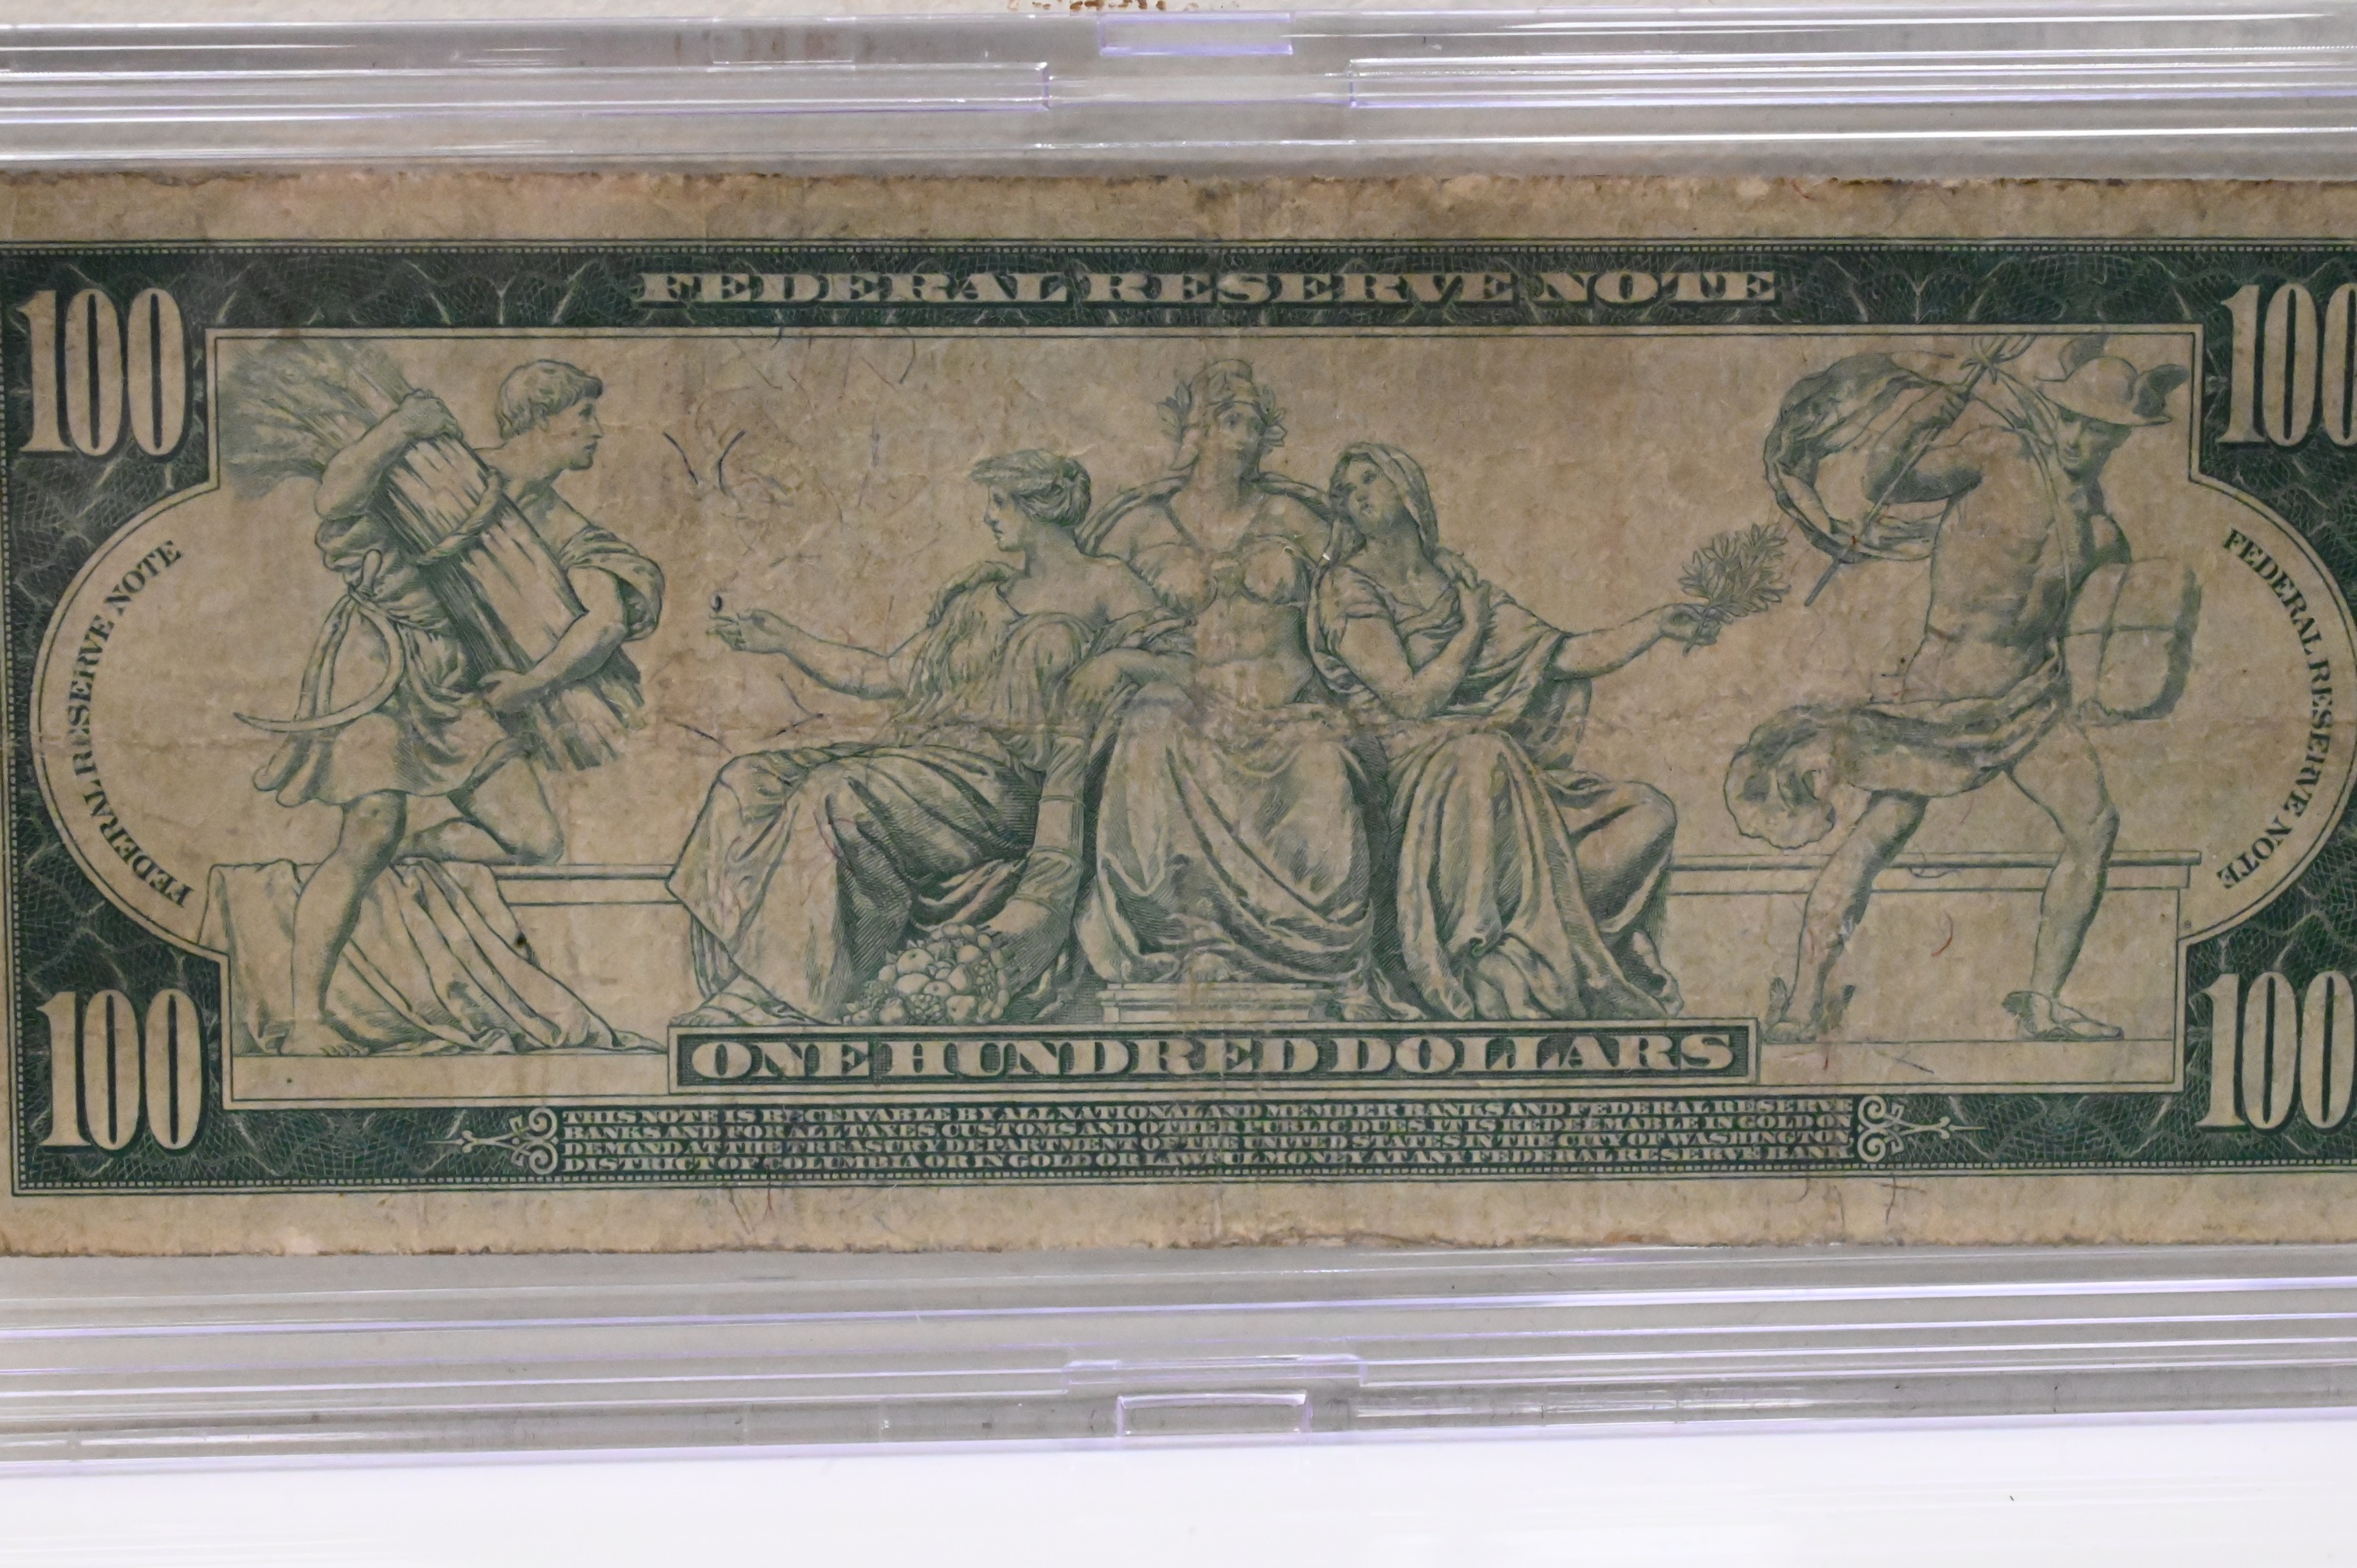 FEDERAL RESERVE NOTE
100
100
FEDERAL RESERVE NOTE
FEDERAL RESERVE NOTE
100
100
ONE HUNDRED DOLLARS
THIS NOTE IS RECEIVABLE BY ALL NATIONAL AND MEMBER BANKS AND FEDERAL RESERVE
BANKS AND FOR ALL TAXES, CUSTOMS AND OTHER PUBLIC DUES. IT IS REDEEMABLE IN GOLD ON
DEMAND AT THE TREASURY DEPARTMENT OF THE UNITED STATES IN THE CITY OF WASHINGTON
DISTRICT OF COLUMBIA OR IN GOLD OR LAWFUL MONEY AT ANY FEDERAL RESERVE BANK